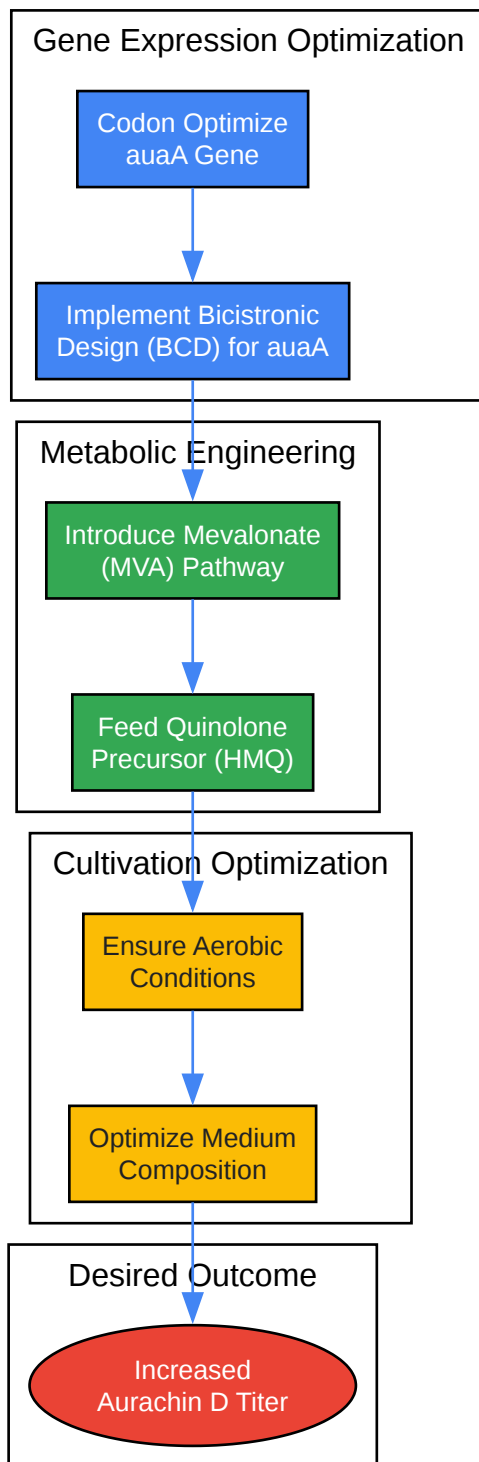 Gene Expression Optimization
Codon Optimize
auaA Gene
Implement Bicistronic
Design (BCD) for auaA
Metabolic Engineering
Introduce Mevalonate
(MVA) Pathway
Feed Quinolone
Precursor (HMQ)
Cultivation Optimization
Ensure Aerobic
Conditions
Optimize Medium
Composition
Desired Outcome
Increased
Aurachin D Titer